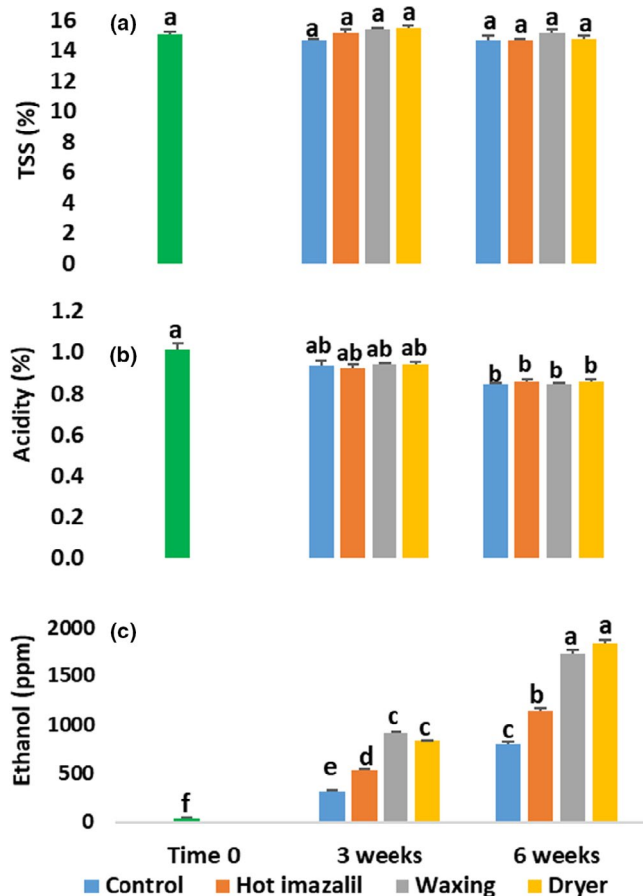 (a)
TSS (%)
16
14
12
10
8
6
4
2
0
a
a a a a
a a a a
(b)
Acidity (%)
1.2
1.0
0.8
0.6
0.4
0.2
0.0
a
ab ab ab ab
b b b b
(c)
Ethanol (ppm)
2000
1500
1000
500
0
f
e d c c
c b a a
Time 0 3 weeks 6 weeks
Control Hot imazalil Waxing Dryer